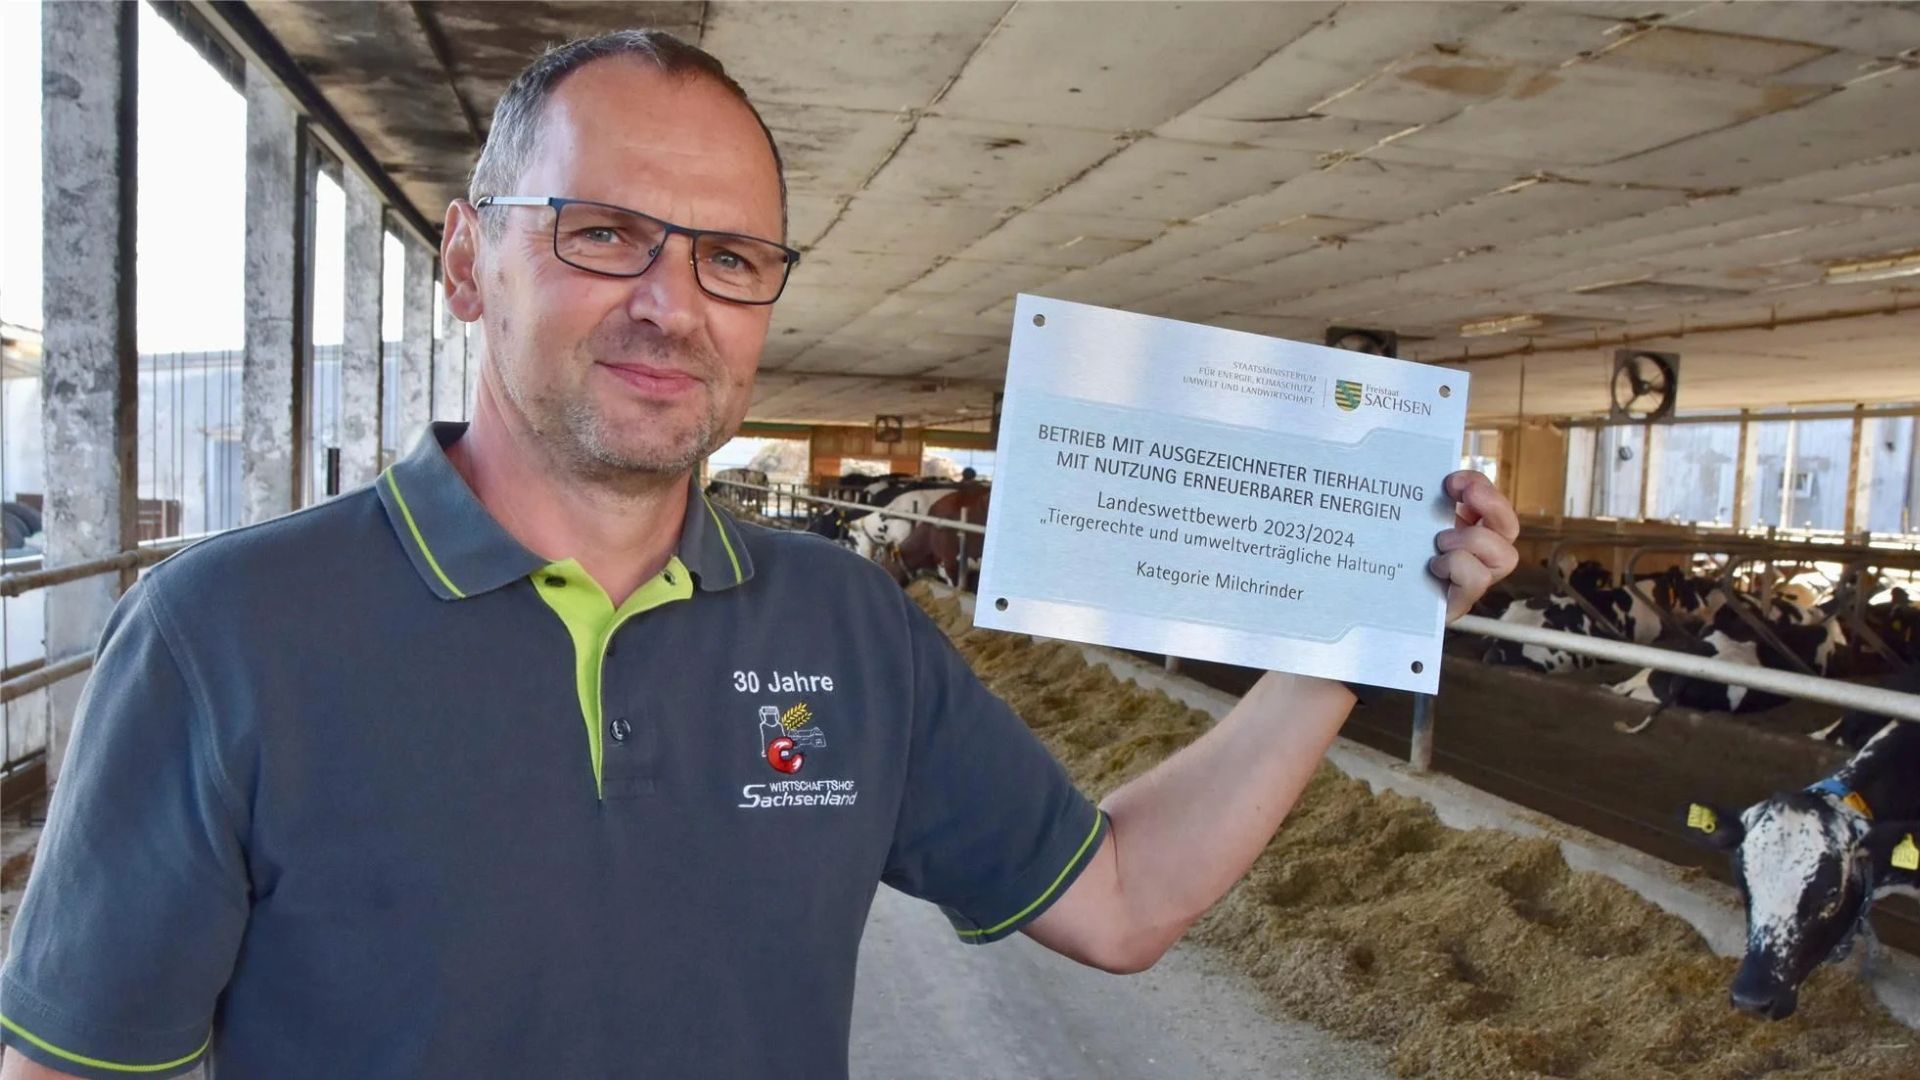 STAATSMINISTERIUM
FÜR ENERGIE, KLIMASCHUTZ,
UMWELT UND LANDWIRTSCHAFT
Freistaat
SACHSEN
BETRIEB MIT AUSGEZEICHNETER TIERHALTUNG
MIT NUTZUNG ERNEUERBARER ENERGIEN
Landeswettbewerb 2023/2024
„Tiergerechte und umweltverträgliche Haltung"
Kategorie Milchrinder
30 Jahre
WIRTSCHAFTSHOF
Sachsenland